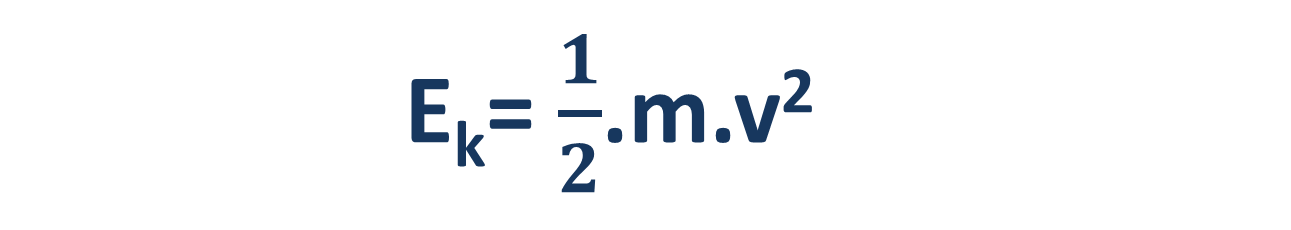 Eₖ= 1/2 .m.v²